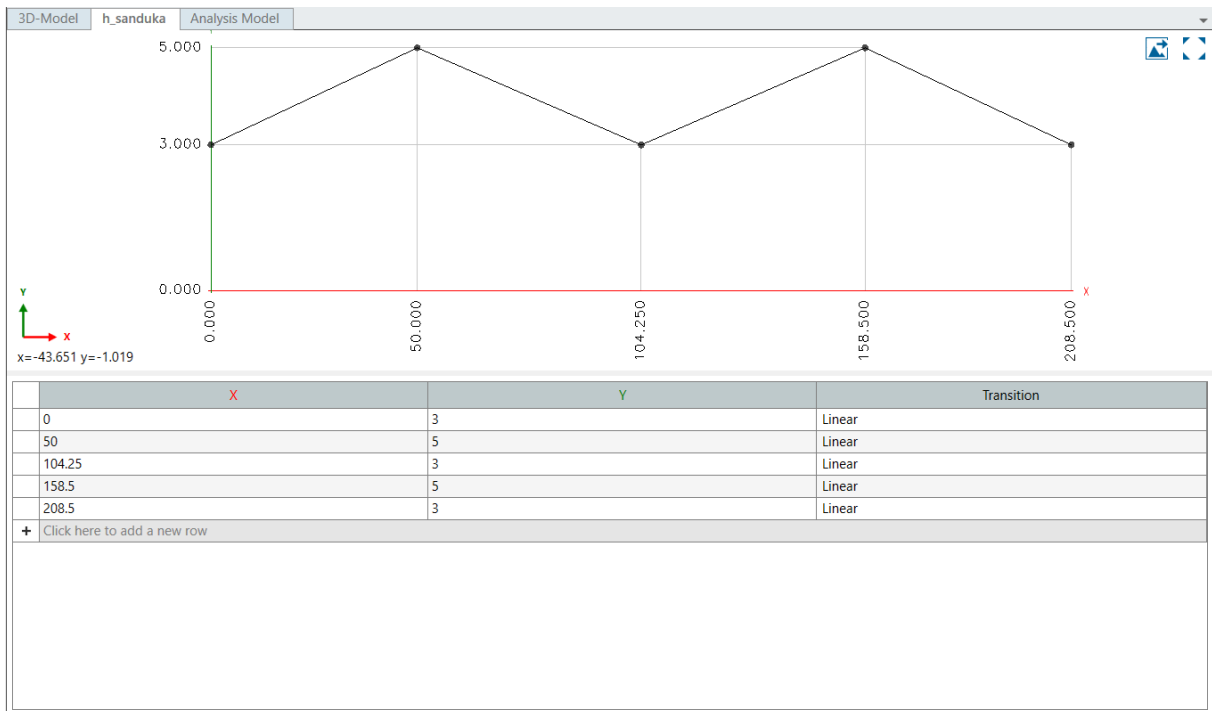 3D-Model h_sanduka Analysis Model
5.000
3.000
0.000
X
Y
X
0.000 50.000 104.250 158.500 208.500
x=-43.651 y=-1.019
X Y Transition
0 3 Linear
50 5 Linear
104.25 3 Linear
158.5 5 Linear
208.5 3 Linear
+ Click here to add a new row